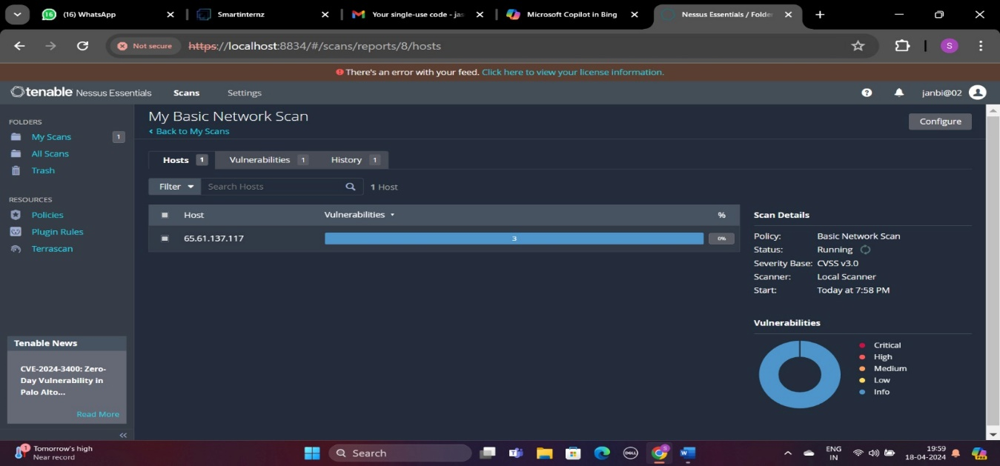 (16) WhatsApp
Smartinternz
Your single-use code - jas
Microsoft Copilot in Bing
Nessus Essentials / Folder
Not secure
https://localhost:8834/#/scans/reports/8/hosts
S
There's an error with your feed. Click here to view your license information.
tenable Nessus Essentials
Scans
Settings
janbi@02
FOLDERS
My Scans 1
All Scans
Trash
RESOURCES
Policies
Plugin Rules
Terrascan
Tenable News
CVE-2024-3400: Zero-
Day Vulnerability in
Palo Alto...
Read More
My Basic Network Scan
Back to My Scans
Configure
Hosts 1
Vulnerabilities 1
History 1
Filter
Search Hosts
1 Host
Host
Vulnerabilities
%
65.61.137.117
3
0%
Scan Details
Policy: Basic Network Scan
Status: Running
Severity Base: CVSS v3.0
Scanner: Local Scanner
Start: Today at 7:58 PM
Vulnerabilities
Critical
High
Medium
Low
Info
1
Tomorrow's high
Near record
Search
DELL
W
ENG
IN
19:59
18-04-2024
PRE